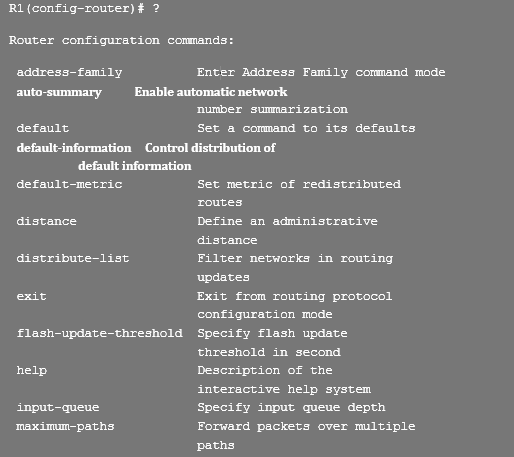 R1(config-router)# ?
Router configuration commands:
address-family Enter Address Family command mode
auto-summary Enable automatic network
number summarization
default Set a command to its defaults
default-information Control distribution of
default information
default-metric Set metric of redistributed
routes
distance Define an administrative
distance
distribute-list Filter networks in routing
updates
exit Exit from routing protocol
configuration mode
flash-update-threshold Specify flash update
threshold in second
help Description of the
interactive help system
input-queue Specify input queue depth
maximum-paths Forward packets over multiple
paths